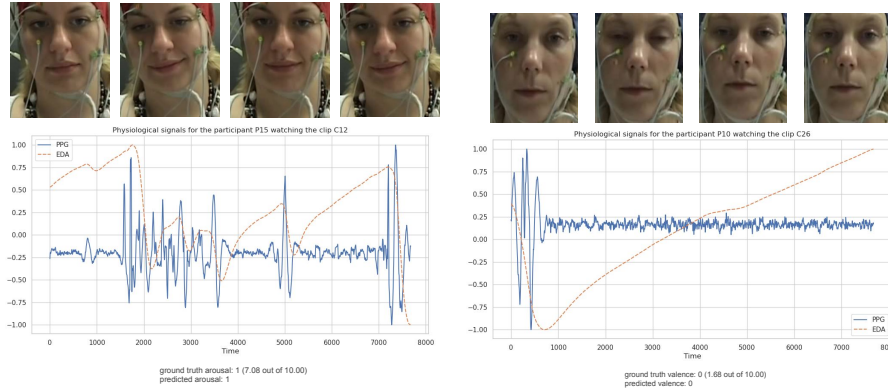 Physiological signals for the participant P15 watching the clip C12
1.00
0.75
0.50
0.25
0.00
−0.25
−0.50
−0.75
−1.00
PPG
EDA
0 1000 2000 3000 4000 5000 6000 7000 8000
Time
ground truth arousal: 1 (7.08 out of 10.00)
predicted arousal: 1
Physiological signals for the participant P10 watching the clip C26
1.00
0.75
0.50
0.25
0.00
−0.25
−0.50
−0.75
−1.00
PPG
EDA
0 1000 2000 3000 4000 5000 6000 7000
Time
ground truth valence: 0 (1.68 out of 10.00)
predicted valence: 0